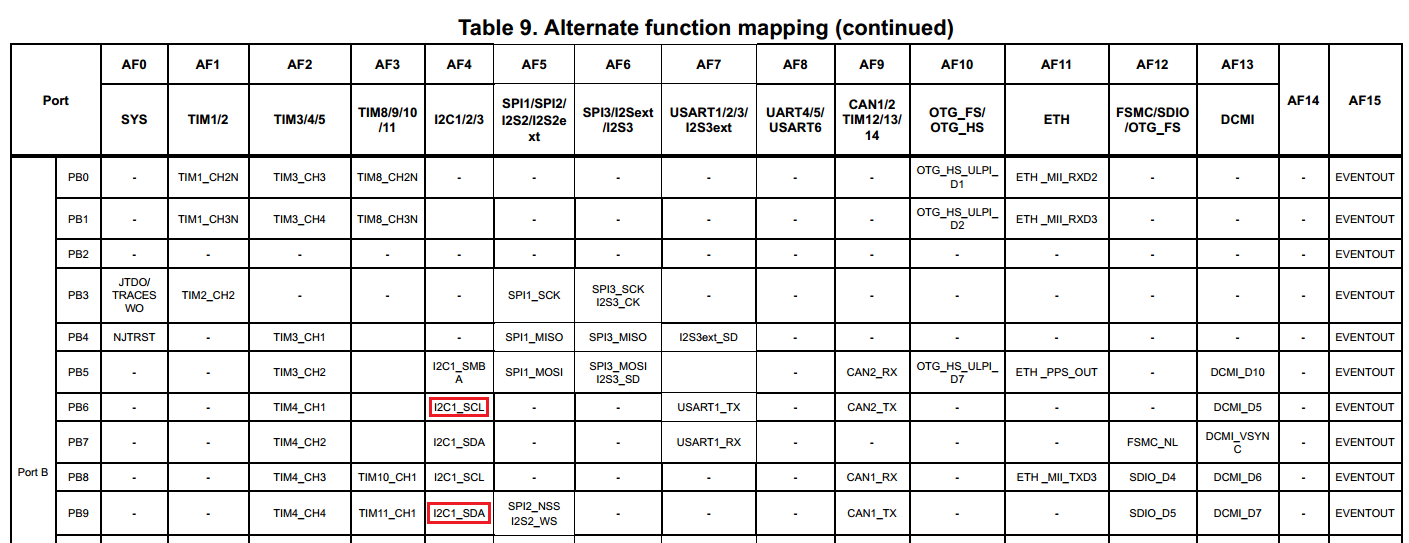 Table 9. Alternate function mapping (continued)
Port AF0 AF1 AF2 AF3 AF4 AF5 AF6 AF7 AF8 AF9 AF10 AF11 AF12 AF13 AF14 AF15
SYS TIM1/2 TIM3/4/5 TIM8/9/10/11 I2C1/2/3 SPI1/SPI2/I2S2/I2S2ext SPI3/I2Sext/I2S3 USART1/2/3/I2S3ext UART4/5/USART6 CAN1/2 TIM12/13/14 OTG_FS/OTG_HS ETH FSMC/SDIO/OTG_FS DCMI
Port B
PB0 - TIM1_CH2N TIM3_CH3 TIM8_CH2N - - - - - - OTG_HS_ULPI_D1 ETH _MII_RXD2 - - - EVENTOUT
PB1 - TIM1_CH3N TIM3_CH4 TIM8_CH3N - - - - - OTG_HS_ULPI_D2 ETH _MII_RXD3 - - - EVENTOUT
PB2 - - - - - - - - - - - - - - - EVENTOUT
PB3 JTDO/TRACESWO TIM2_CH2 - - - SPI1_SCK SPI3_SCK I2S3_CK - - - - - - - - EVENTOUT
PB4 NJTRST - TIM3_CH1 - SPI1_MISO SPI3_MISO I2S3ext_SD - - - - - - - EVENTOUT
PB5 - - TIM3_CH2 I2C1_SMBA SPI1_MOSI SPI3_MOSI I2S3_SD - CAN2_RX OTG_HS_ULPI_D7 ETH _PPS_OUT - DCMI_D10 - EVENTOUT
PB6 - - TIM4_CH1 I2C1_SCL - - USART1_TX - CAN2_TX - - - DCMI_D5 - EVENTOUT
PB7 - - TIM4_CH2 I2C1_SDA - - USART1_RX - - - - FSMC_NL DCMI_VSYNC - EVENTOUT
PB8 - - TIM4_CH3 TIM10_CH1 I2C1_SCL - - - - CAN1_RX - ETH _MII_TXD3 SDIO_D4 DCMI_D6 - EVENTOUT
PB9 - - TIM4_CH4 TIM11_CH1 I2C1_SDA SPI2_NSS I2S2_WS - - - CAN1_TX - - SDIO_D5 DCMI_D7 - EVENTOUT